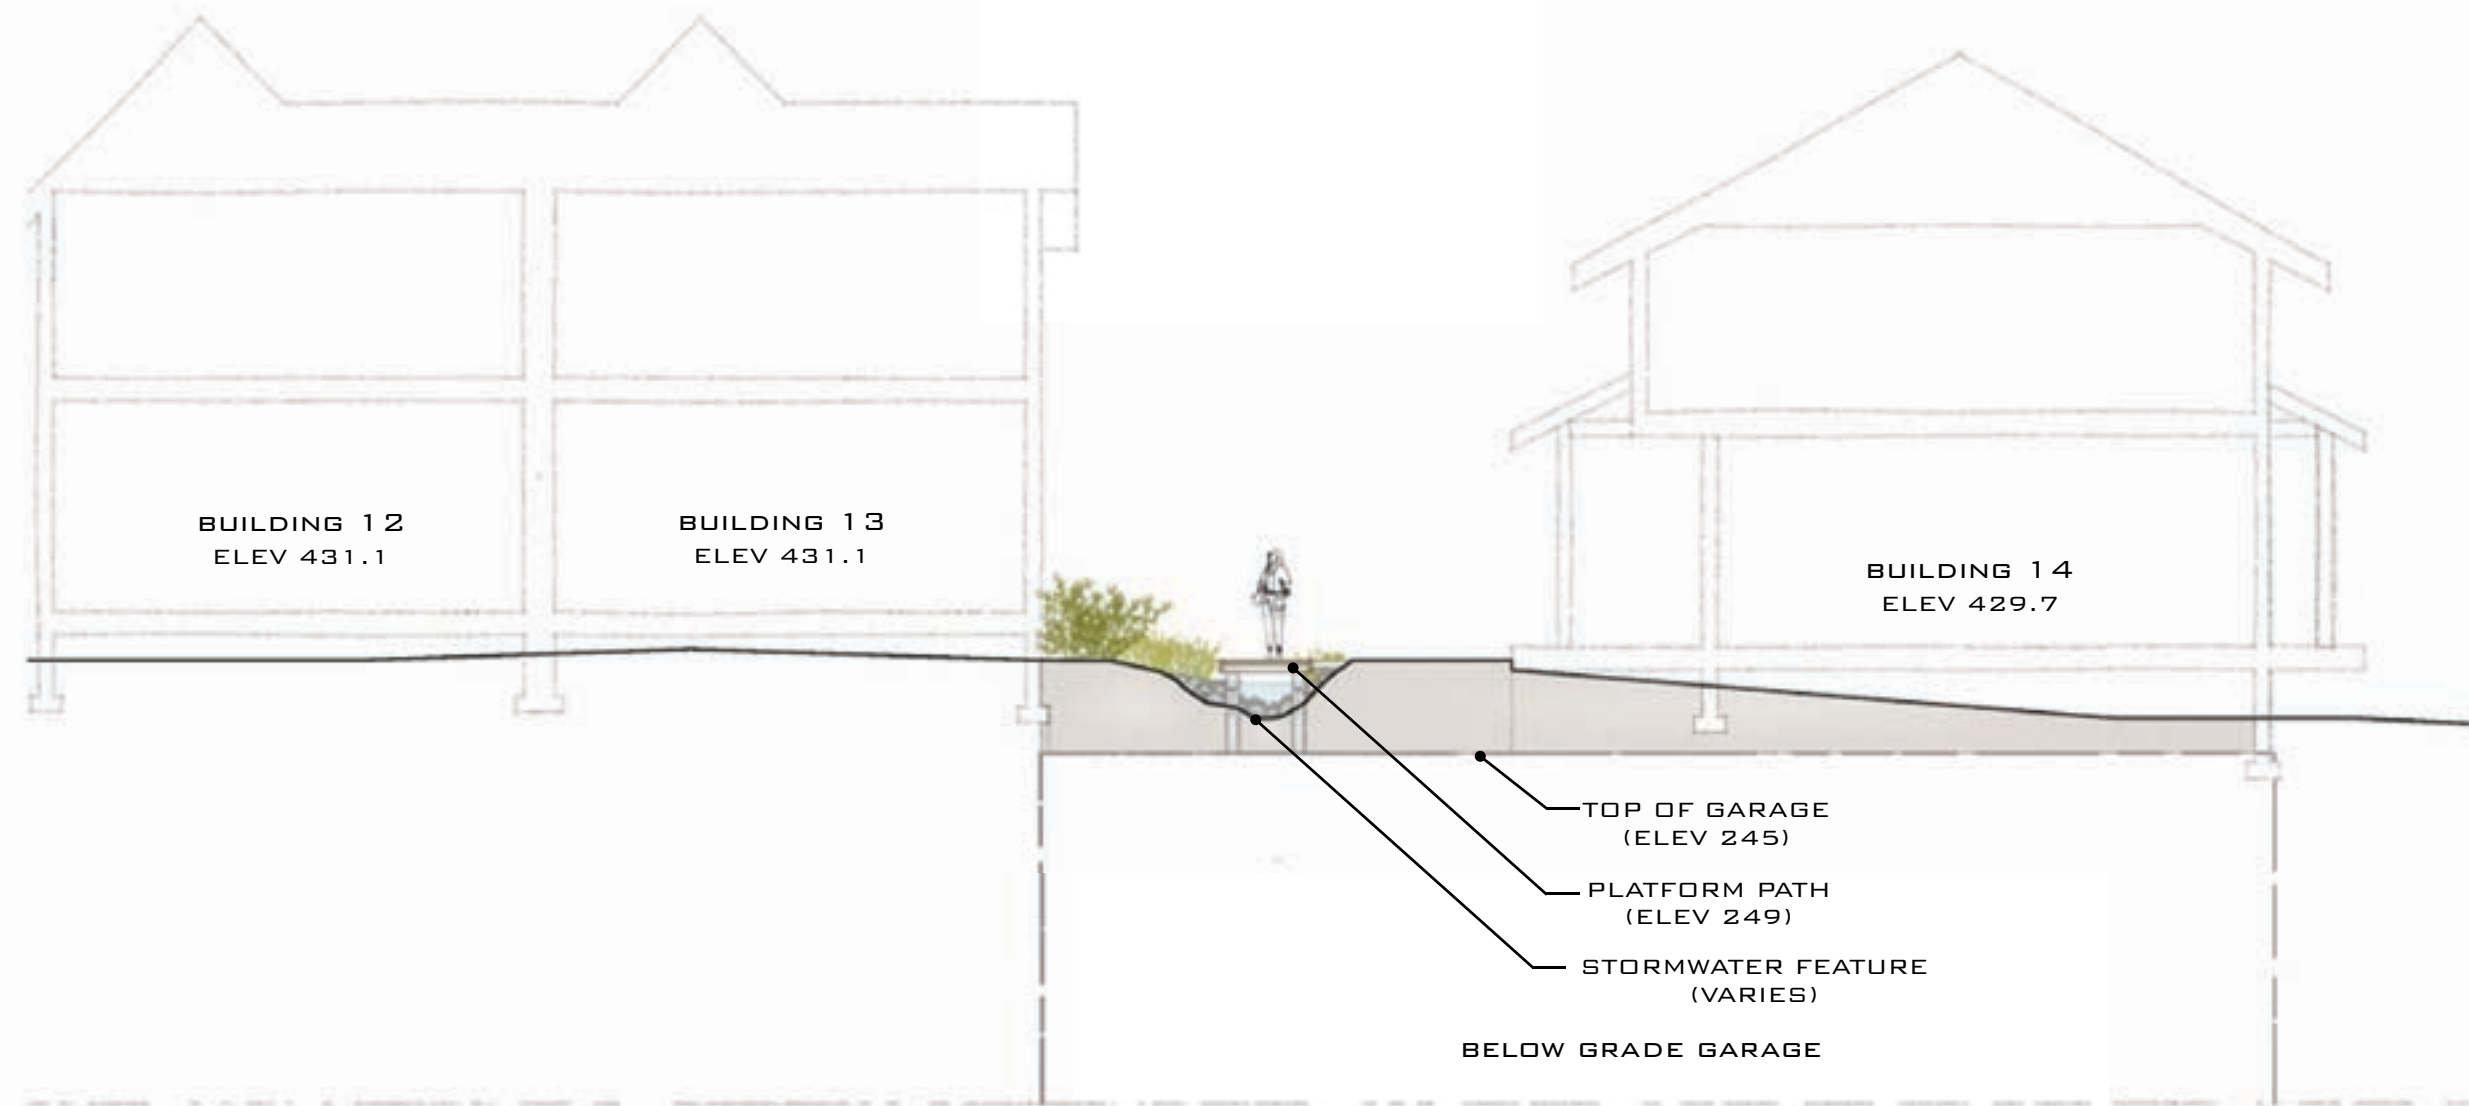 BUILDING 12
ELEV 431.1
BUILDING 13
ELEV 431.1
BUILDING 14
ELEV 429.7
TOP OF GARAGE
(ELEV 245)
PLATFORM PATH
(ELEV 249)
STORMWATER FEATURE
(VARIES)
BELOW GRADE GARAGE